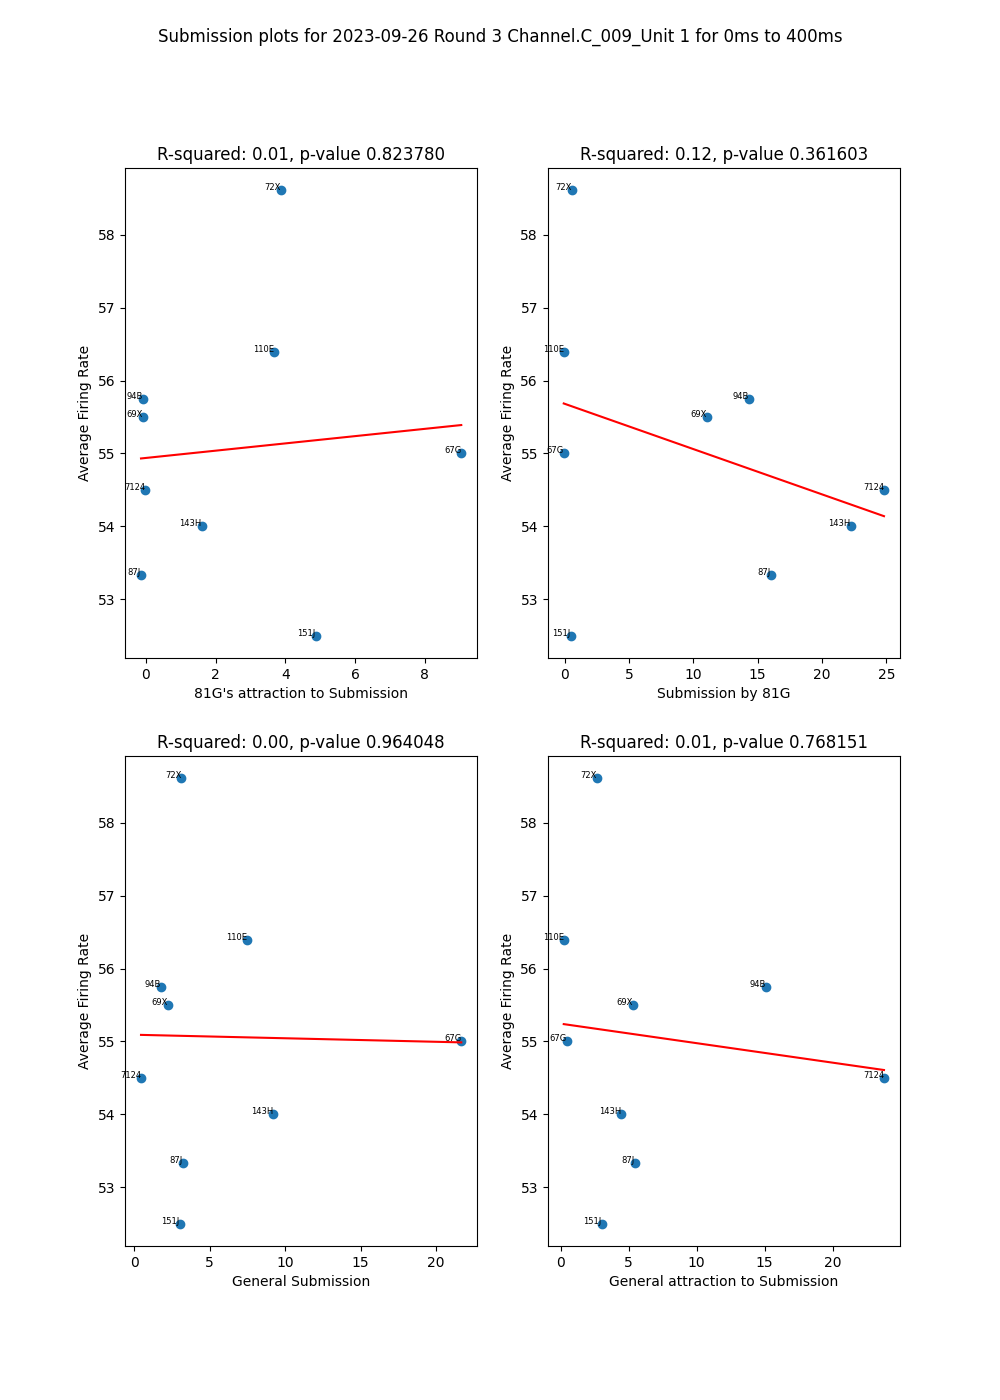 Submission plots for 2023-09-26 Round 3 Channel.C_009_Unit 1 for 0ms to 400ms
R-squared: 0.01, p-value 0.823780
72X
58
57
110E
56
94B
69X
67G
55
7124
54
143H
87J
53
151J
Average Firing Rate
0 2 4 6 8
81G's attraction to Submission
R-squared: 0.12, p-value 0.361603
72X
58
57
110E
56
94B
69X
67G
55
7124
54
143H
87J
53
151J
Average Firing Rate
0 5 10 15 20 25
Submission by 81G
R-squared: 0.00, p-value 0.964048
72X
58
57
110E
56
94B
69X
67G
55
7124
54
143H
87J
53
151J
Average Firing Rate
0 5 10 15 20
General Submission
R-squared: 0.01, p-value 0.768151
72X
58
57
110E
56
94B
69X
67G
55
7124
54
143H
87J
53
151J
Average Firing Rate
0 5 10 15 20
General attraction to Submission